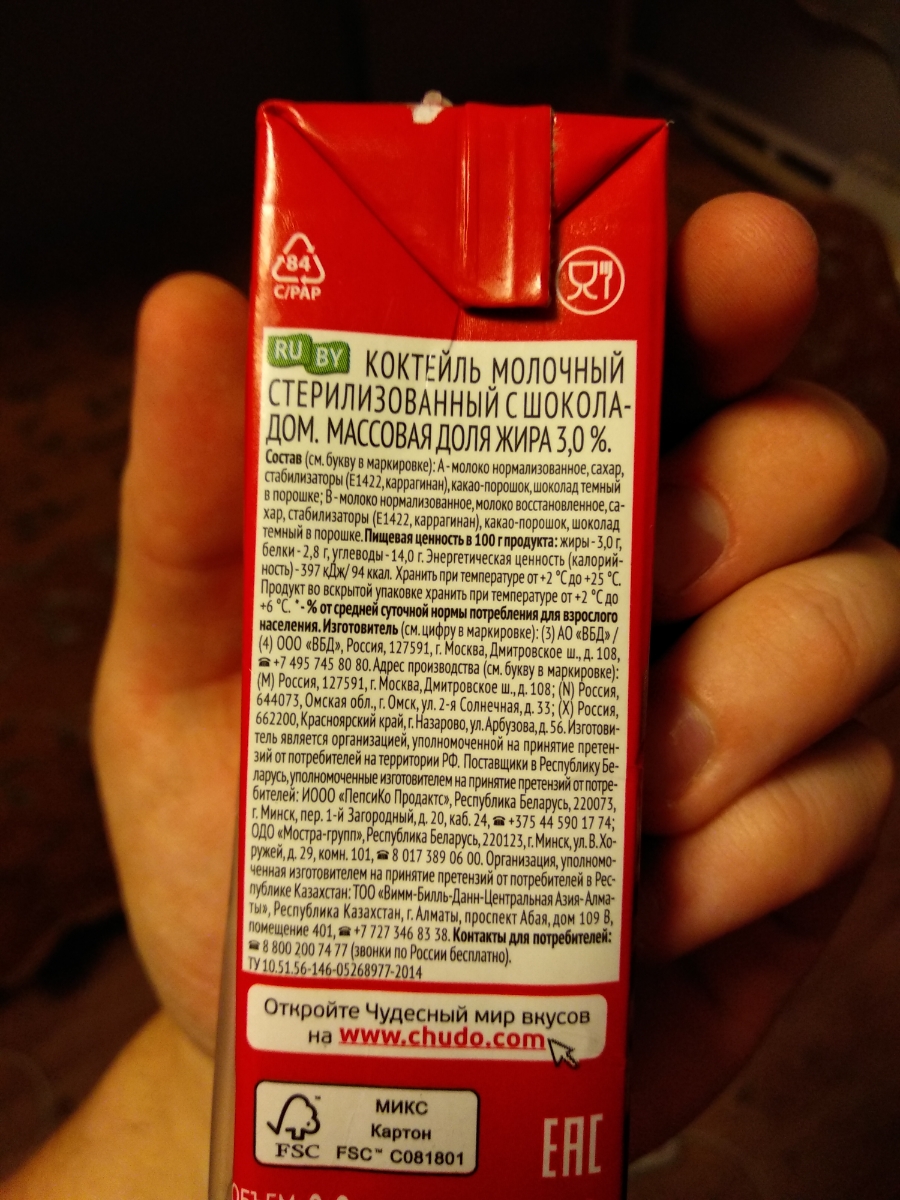 84
C/PAP
RU BY КОКТЕЙЛЬ МОЛОЧНЫЙ
СТЕРИЛИЗОВАННЫЙ С ШОКОЛА-
ДОМ. МАССОВАЯ ДОЛЯ ЖИРА 3,0 %.
Состав (см. букву в маркировке): А - молоко нормализованное, сахар,
стабилизаторы (Е1422, каррагинан), какао-порошок, шоколад темный
в порошке; В - молоко нормализованное, молоко восстановленное, са-
хар, стабилизаторы (Е1422, каррагинан), какао-порошок, шоколад
темный в порошке. Пищевая ценность в 100 г продукта: жиры - 3,0 г,
белки - 2,8 г, углеводы - 14,0 г. Энергетическая ценность (калорий-
ность) - 397 кДж/ 94 ккал. Хранить при температуре от +2 °С до +25 °С.
Продукт во вскрытой упаковке хранить при температуре от +2 °С до
+6 °С. * - % от средней суточной нормы потребления для взрослого
населения. Изготовитель (см. цифру в маркировке): (3) АО «ВБД» /
(4) ООО «ВБД», Россия, 127591, г. Москва, Дмитровское ш., д. 108,
☎ +7 495 745 80 80. Адрес производства (см. букву в маркировке):
(M) Россия, 127591, г. Москва, Дмитровское ш., д. 108; (N) Россия,
644073, Омская обл., г. Омск, ул. 2-я Солнечная, д. 33; (X) Россия,
662200, Красноярский край, г. Назарово, ул. Арбузова, д. 56. Изготови-
тель является организацией, уполномоченной на принятие претен-
зий от потребителей на территории РФ. Поставщики в Республику Бе-
ларусь, уполномоченные изготовителем на принятие претензий от потре-
бителей: ИООО «ПепсиКо Продактс», Республика Беларусь, 220073,
г. Минск, пер. 1-й Загородный, д. 20, каб. 24, ☎ +375 44 590 17 74;
ОДО «Мостра-групп», Республика Беларусь, 220123, г. Минск, ул. В. Хо-
ружей, д. 29, комн. 101, ☎ 8 017 389 06 00. Организация, уполномо-
ченная изготовителем на принятие претензий от потребителей в Рес-
публике Казахстан: ТОО «Вимм-Билль-Данн-Центральная Азия-Алма-
ты», Республика Казахстан, г. Алматы, проспект Абая, дом 109 В,
помещение 401, ☎ +7 727 346 83 38. Контакты для потребителей:
☎ 8 800 200 74 77 (звонки по России бесплатно).
ТУ 10.51.56-146-05268977-2014
Откройте Чудесный мир вкусов
на www.chudo.com
МИКС
Картон
FSC FSC™ C081801
EAC